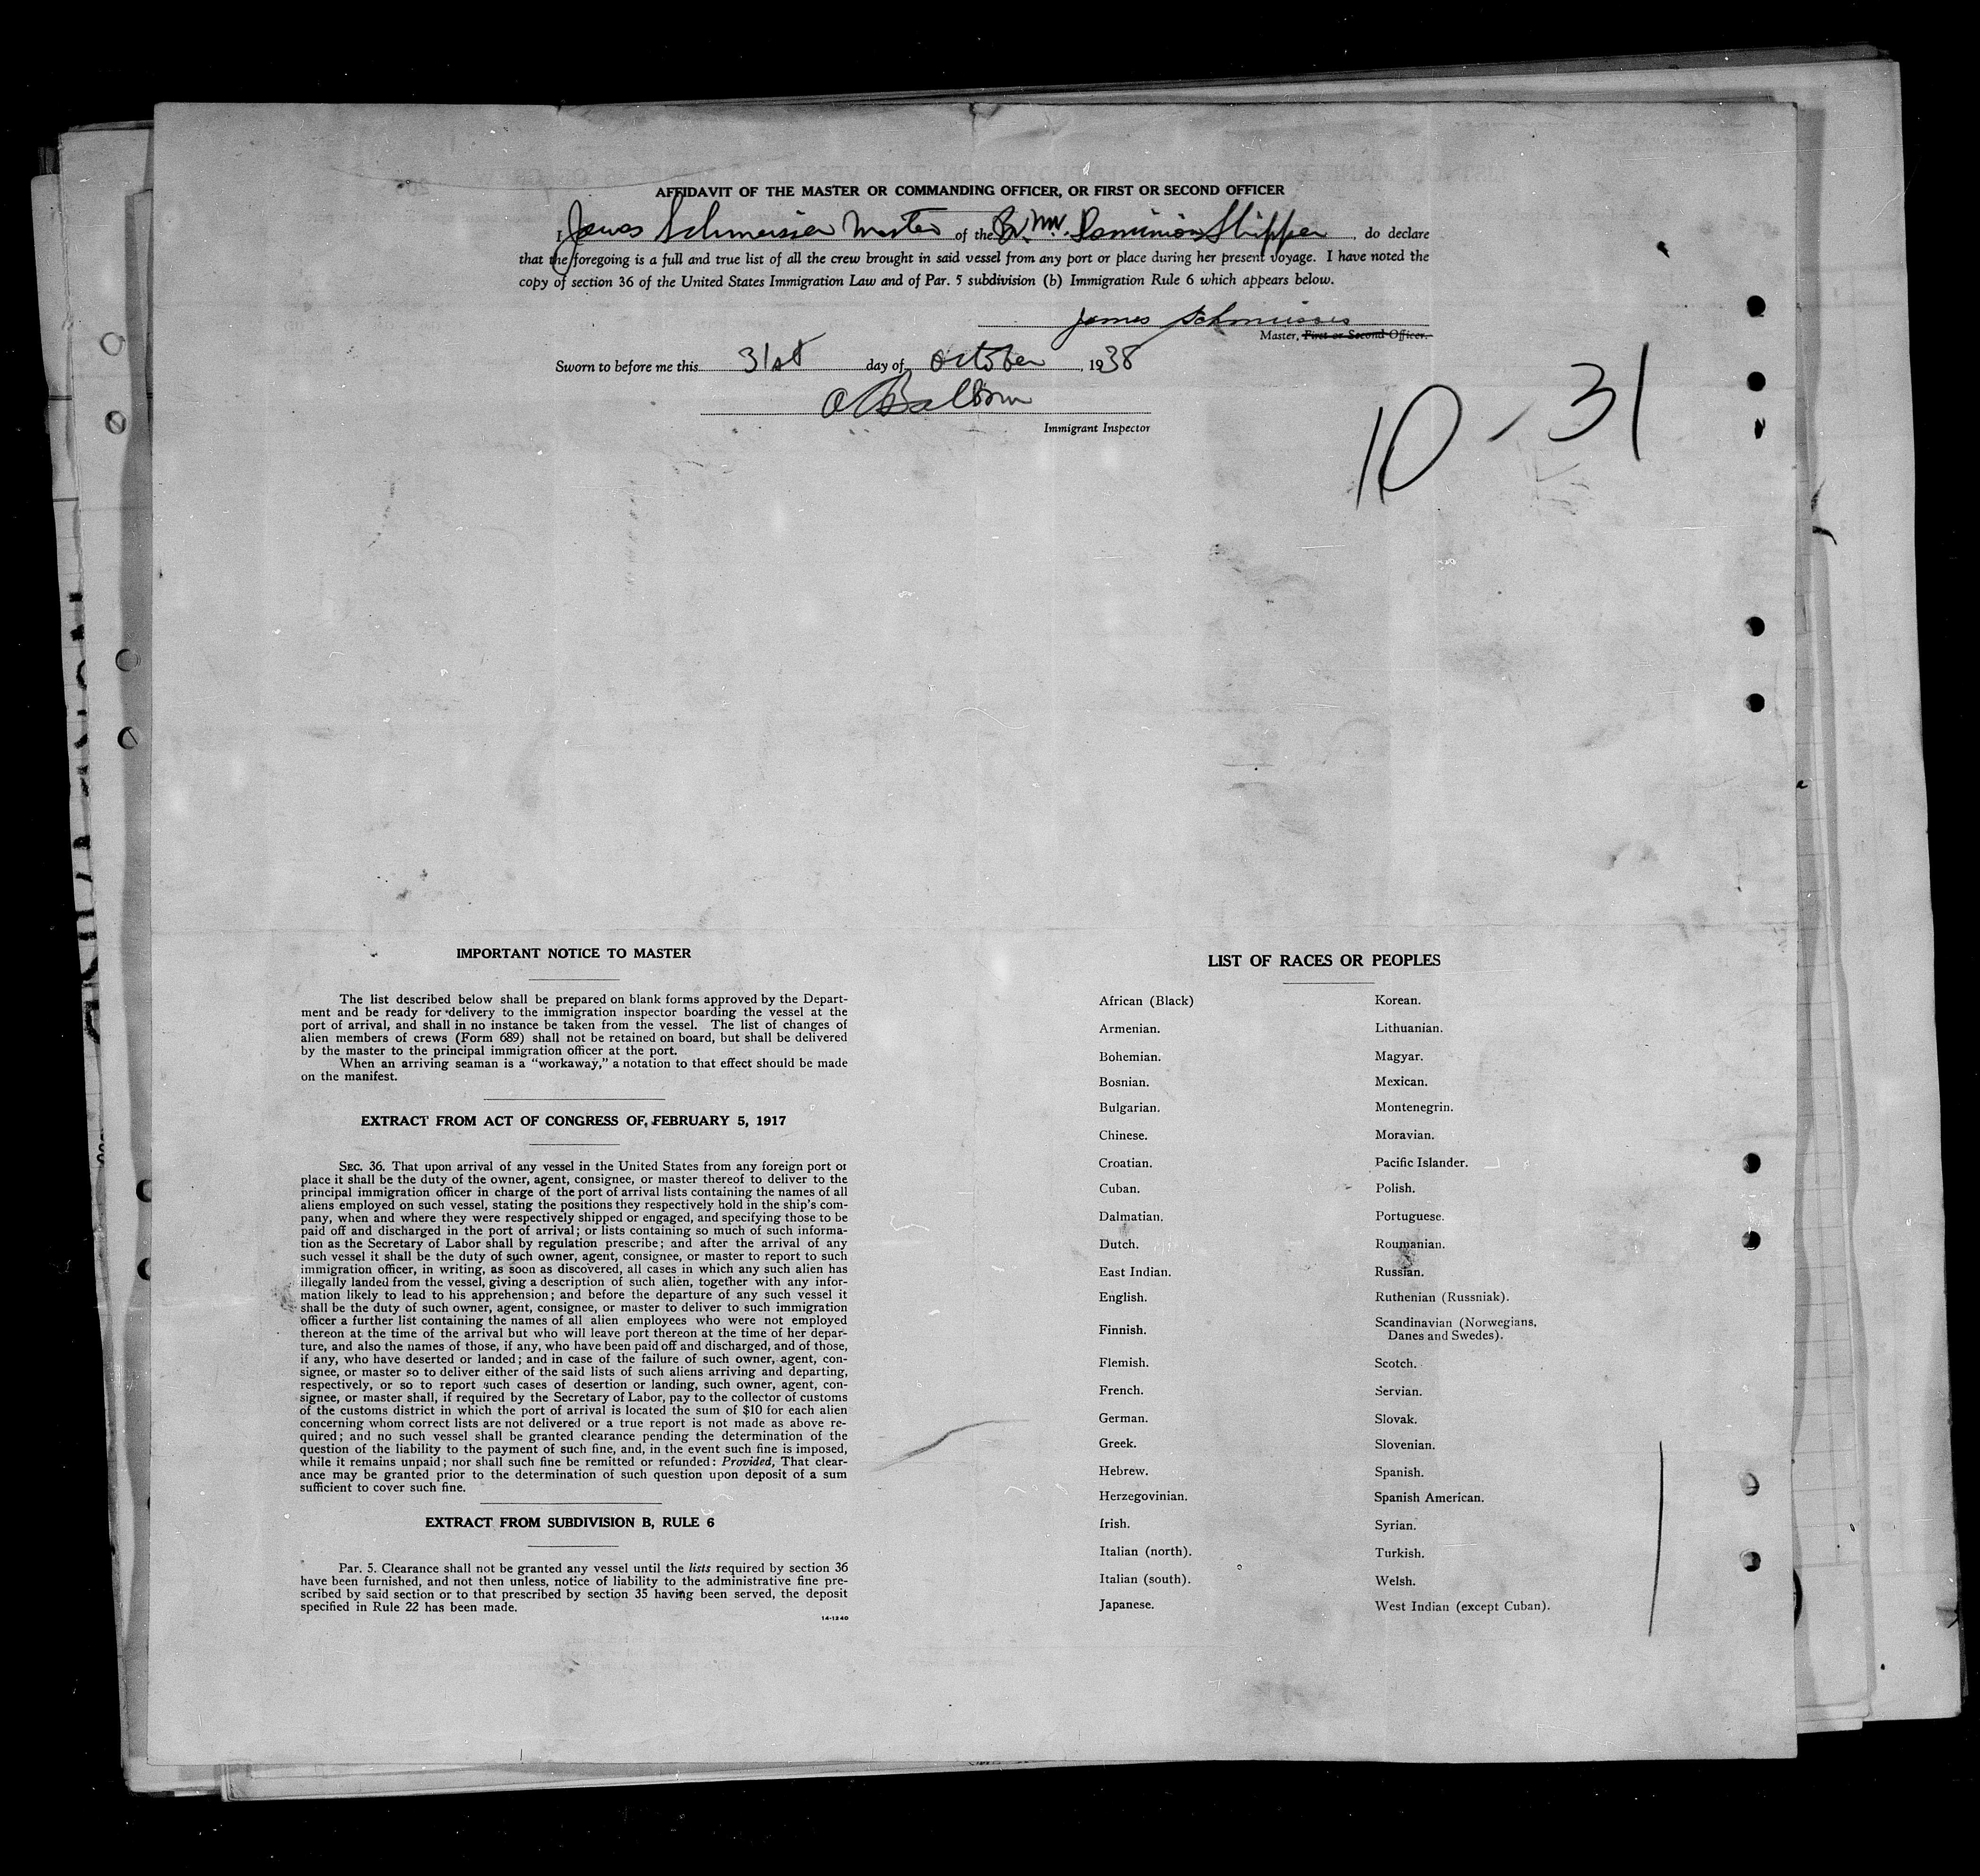 AFFIDAVIT OF THE MASTER OR COMMANDING OFFICER, OR FIRST OR SECOND OFFICER
I, James Master of the Dominion Shipper, do declare
that the foregoing is a full and true list of all the crew brought in said vessel from any port or place during her present voyage. I have noted the
copy of section 36 of the United States Immigration Law and of Par. 5 subdivision (b) Immigration Rule 6 which appears below.
James
Master, First or Second Officer.
Sworn to before me this 31st day of October, 1938
Immigrant Inspector
10-31
IMPORTANT NOTICE TO MASTER
The list described below shall be prepared on blank forms approved by the Depart-
ment and be ready for delivery to the immigration inspector boarding the vessel at the
port of arrival, and shall in no instance be taken from the vessel. The list of changes of
alien members of crews (Form 689) shall not be retained on board, but shall be delivered
by the master to the principal immigration officer at the port.
When an arriving seaman is a "workaway," a notation to that effect should be made
on the manifest.
EXTRACT FROM ACT OF CONGRESS OF FEBRUARY 5, 1917
SEC. 36. That upon arrival of any vessel in the United States from any foreign port or
place it shall be the duty of the owner, agent, consignee, or master thereof to deliver to the
principal immigration officer in charge of the port of arrival lists containing the names of all
aliens employed on such vessel, stating the positions they respectively hold in the ship's com-
pany, when and where they were respectively shipped or engaged, and specifying those to be
paid off and discharged in the port of arrival; or lists containing so much of such informa-
tion as the Secretary of Labor shall by regulation prescribe; and after the arrival of any
such vessel it shall be the duty of such owner, agent, consignee, or master to report to such
immigration officer, in writing, as soon as discovered, all cases in which any such alien has
illegally landed from the vessel, giving a description of such alien, together with any infor-
mation likely to lead to his apprehension; and before the departure of any such vessel it
shall be the duty of such owner, agent, consignee, or master to deliver to such immigration
officer a further list containing the names of all alien employees who were not employed
thereon at the time of the arrival but who will leave port thereon at the time of her depar-
ture, and also the names of those, if any, who have been paid off and discharged, and of those,
if any, who have deserted or landed; and in case of the failure of such owner, agent, con-
signee, or master so to deliver either of the said lists of such aliens arriving and departing,
respectively, or so to report such cases of desertion or landing, such owner, agent, con-
signee, or master shall, if required by the Secretary of Labor, pay to the collector of customs
of the customs district in which the port of arrival is located the sum of $10 for each alien
concerning whom correct lists are not delivered or a true report is not made as above re-
quired; and no such vessel shall be granted clearance pending the determination of the
question of the liability to the payment of such fine, and, in the event such fine is imposed,
while it remains unpaid; nor shall such fine be remitted or refunded: Provided, That clear-
ance may be granted prior to the determination of such question upon deposit of a sum
sufficient to cover such fine.
EXTRACT FROM SUBDIVISION B, RULE 6
Par. 5. Clearance shall not be granted any vessel until the lists required by section 36
have been furnished, and not then unless, notice of liability to the administrative fine pre-
scribed by said section or to that prescribed by section 35 having been served, the deposit
specified in Rule 22 has been made.
14-1240
LIST OF RACES OR PEOPLES
African (Black)
Armenian.
Bohemian.
Bosnian.
Bulgarian.
Chinese.
Croatian.
Cuban.
Dalmatian.
Dutch.
East Indian.
English.
Finnish.
Flemish.
French.
German.
Greek.
Hebrew.
Herzegovinian.
Irish.
Italian (north).
Italian (south).
Japanese.
Korean.
Lithuanian.
Magyar.
Mexican.
Montenegrin.
Moravian.
Pacific Islander.
Polish.
Portuguese.
Roumanian.
Russian.
Ruthenian (Russniak).
Scandinavian (Norwegians,
Danes and Swedes).
Scotch.
Servian.
Slovak.
Slovenian.
Spanish.
Spanish American.
Syrian.
Turkish.
Welsh.
West Indian (except Cuban).